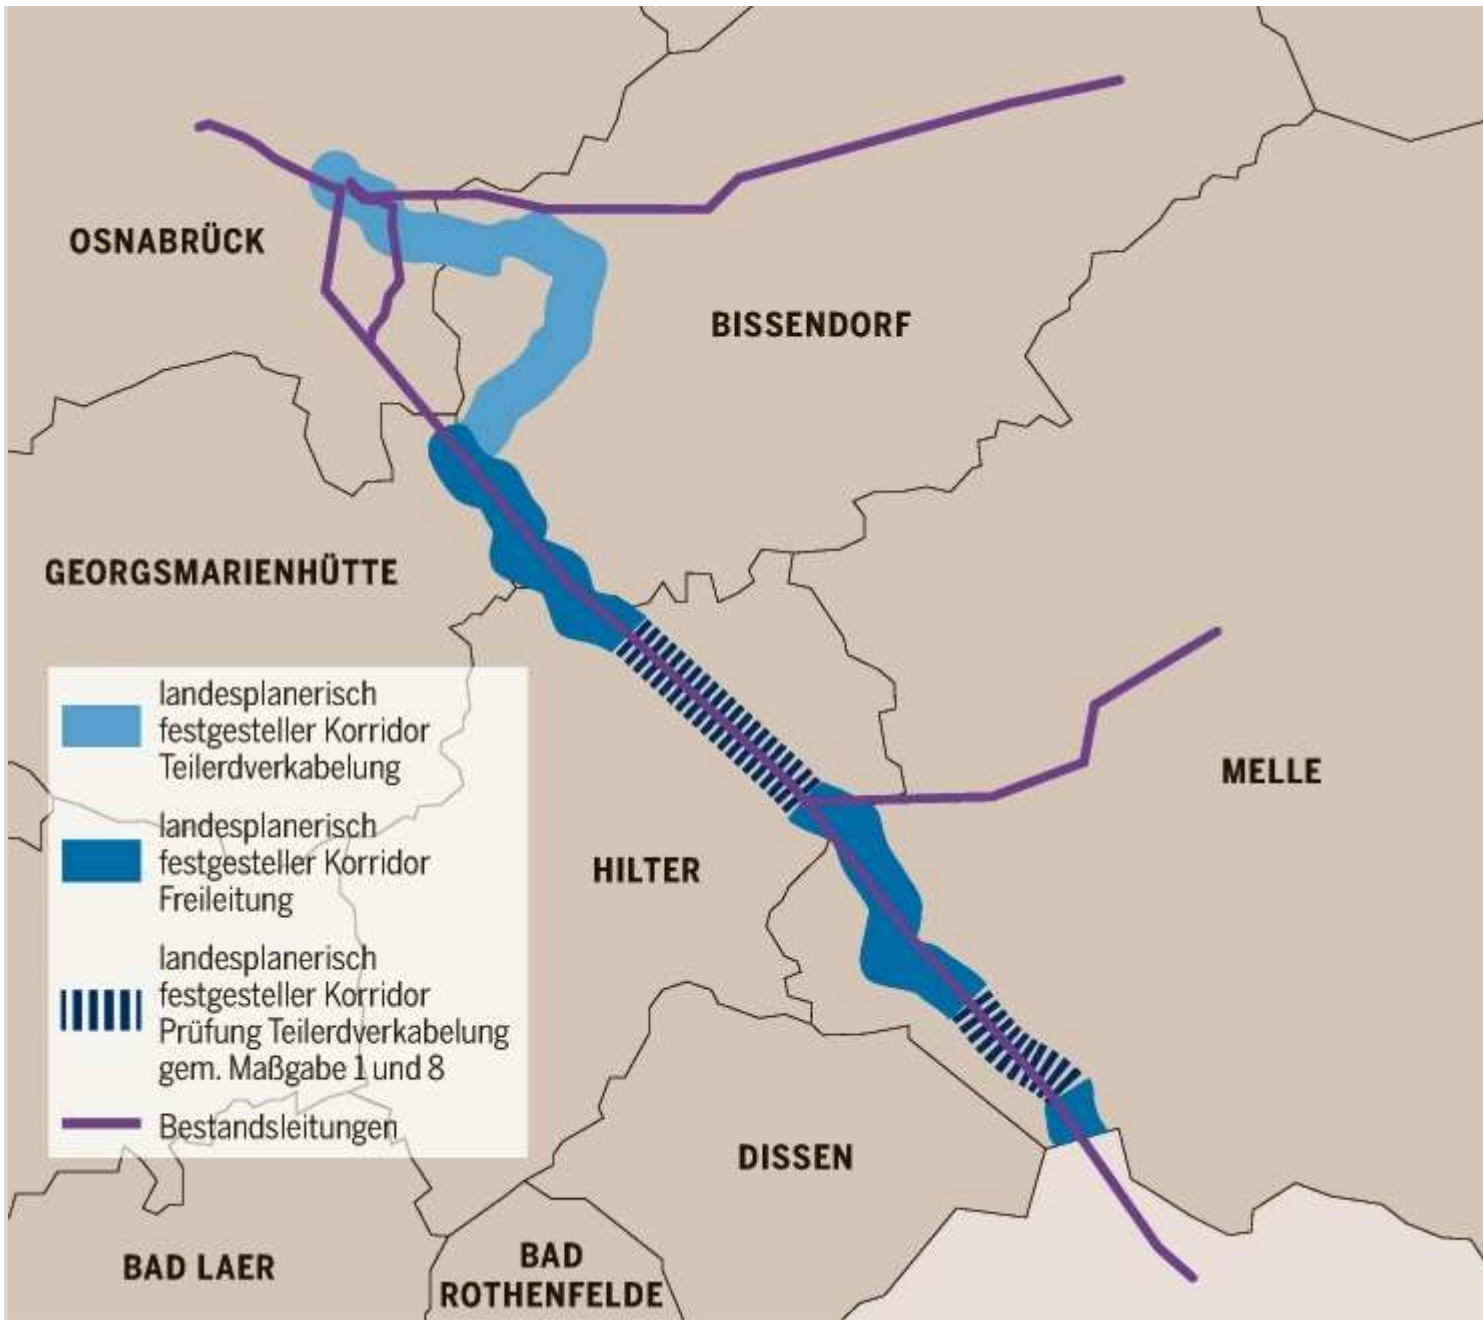 OSNABRÜCK
BISSENDORF
GEORGSMARIENHÜTTE
landesplanerisch
festgesteller Korridor
Teilerdverkabelung
landesplanerisch
festgesteller Korridor
Freileitung
landesplanerisch
festgesteller Korridor
Prüfung Teilerdverkabelung
gem. Maßgabe 1 und 8
Bestandsleitungen
MELLE
HILTER
DISSEN
BAD LAER
BAD
ROTHENFELDE